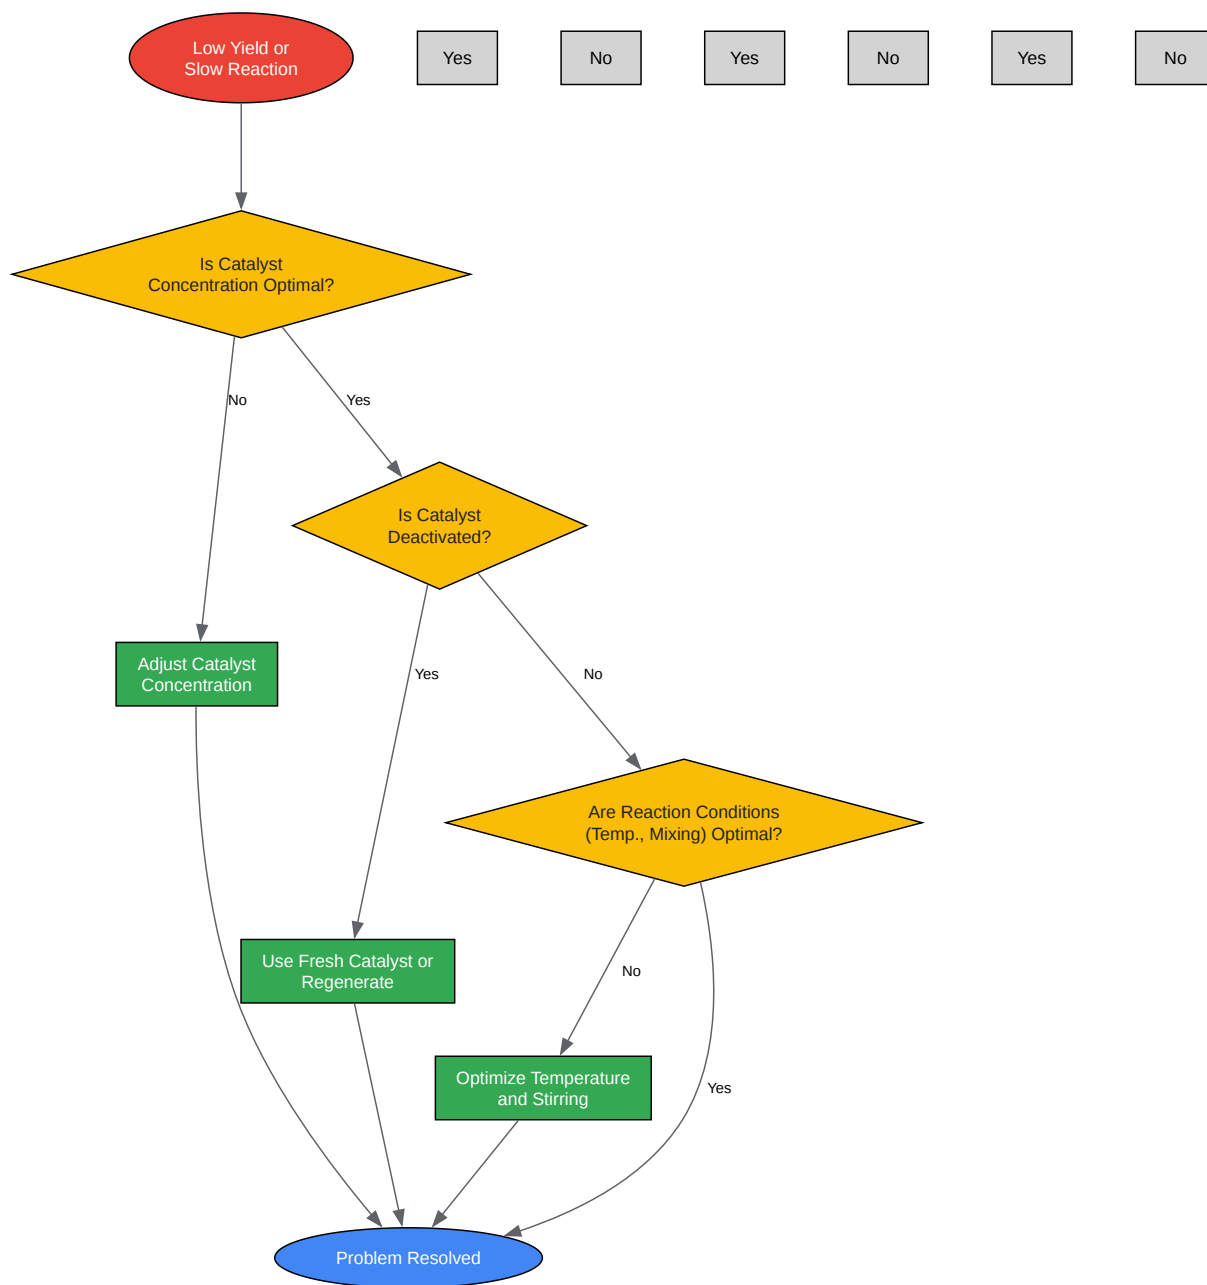 Low Yield or
Slow Reaction
Yes
No
Yes
No
Yes
No
Is Catalyst
Concentration Optimal?
No
Yes
Is Catalyst
Deactivated?
Adjust Catalyst
Concentration
Yes
No
Are Reaction Conditions
(Temp., Mixing) Optimal?
Use Fresh Catalyst or
Regenerate
No
Optimize Temperature
and Stirring
Yes
Problem Resolved